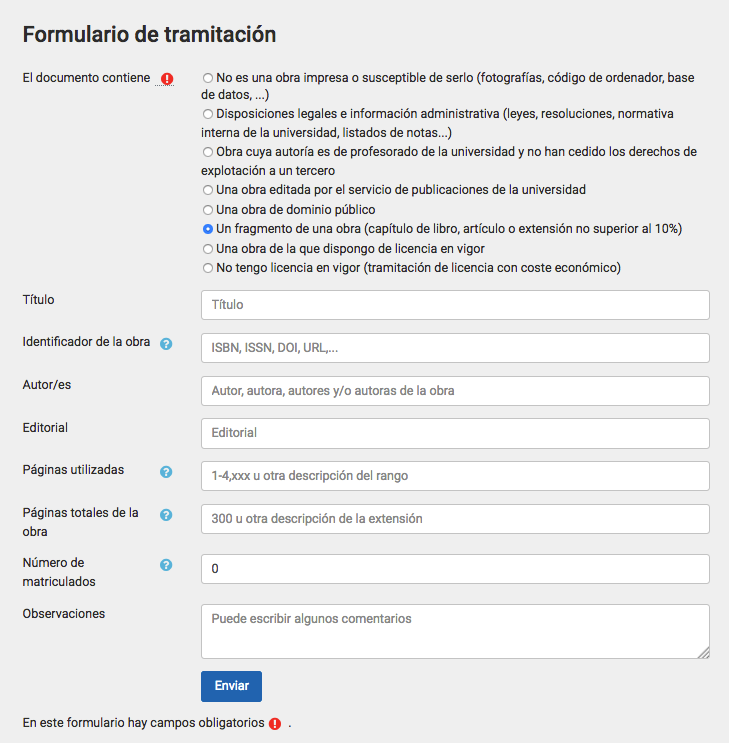 Formulario de tramitación
El documento contiene
No es una obra impresa o susceptible de serlo (fotografías, código de ordenador, base
de datos, ...)
Disposiciones legales e información administrativa (leyes, resoluciones, normativa
interna de la universidad, listados de notas...)
Obra cuya autoría es de profesorado de la universidad y no han cedido los derechos de
explotación a un tercero
Una obra editada por el servicio de publicaciones de la universidad
Una obra de dominio público
Un fragmento de una obra (capítulo de libro, artículo o extensión no superior al 10%)
Una obra de la que dispongo de licencia en vigor
No tengo licencia en vigor (tramitación de licencia con coste económico)
Título
Título
Identificador de la obra
ISBN, ISSN, DOI, URL,...
Autor/es
Autor, autora, autores y/o autoras de la obra
Editorial
Editorial
Páginas utilizadas
1-4,xxx u otra descripción del rango
Páginas totales de la
obra
300 u otra descripción de la extensión
Número de
matriculados
0
Observaciones
Puede escribir algunos comentarios
Enviar
En este formulario hay campos obligatorios .